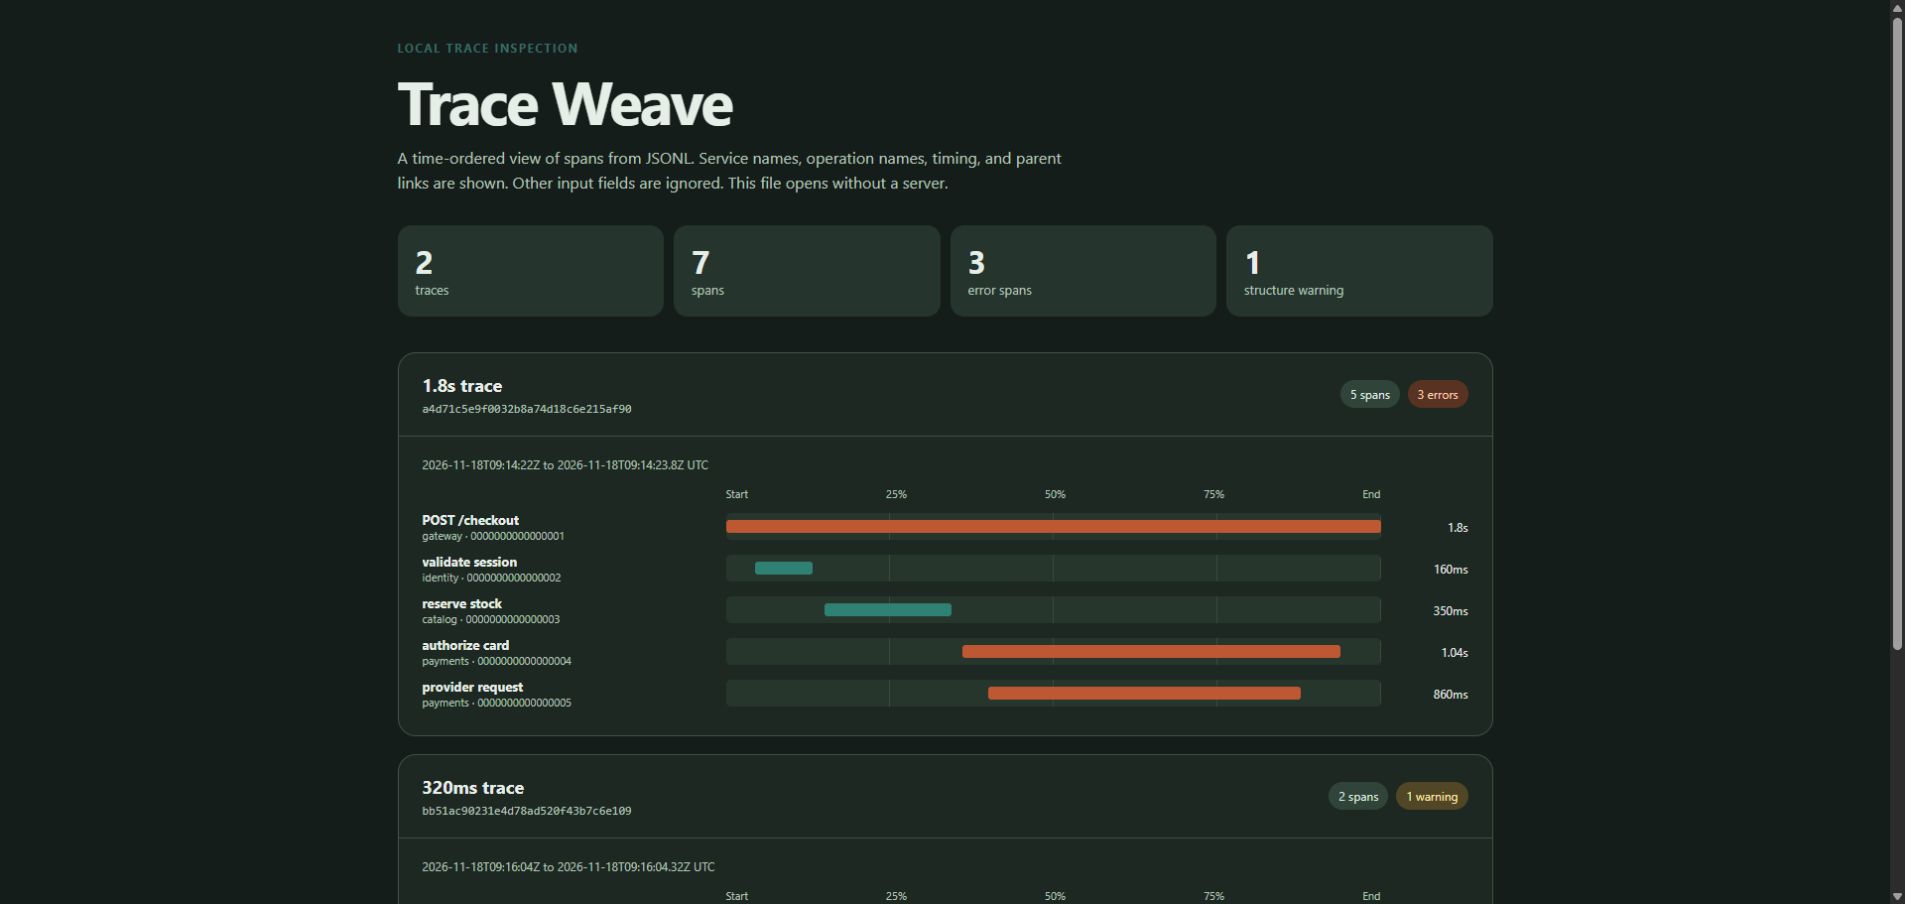 LOCAL TRACE INSPECTION
Trace Weave
A time-ordered view of spans from JSONL. Service names, operation names, timing, and parent
links are shown. Other input fields are ignored. This file opens without a server.
2
traces
7
spans
3
error spans
1
structure warning
1.8s trace
a4d71c5e9f0032b8a74d18c6e215af90
5 spans
3 errors
2026-11-18T09:14:22Z to 2026-11-18T09:14:23.8Z UTC
Start 25% 50% 75% End
POST /checkout
gateway · 0000000000000001
1.8s
validate session
identity · 0000000000000002
160ms
reserve stock
catalog · 0000000000000003
350ms
authorize card
payments · 0000000000000004
1.04s
provider request
payments · 0000000000000005
860ms
320ms trace
bb51ac90231e4d78ad520f43b7c6e109
2 spans
1 warning
2026-11-18T09:16:04Z to 2026-11-18T09:16:04.32Z UTC
Start 25% 50% 75% End